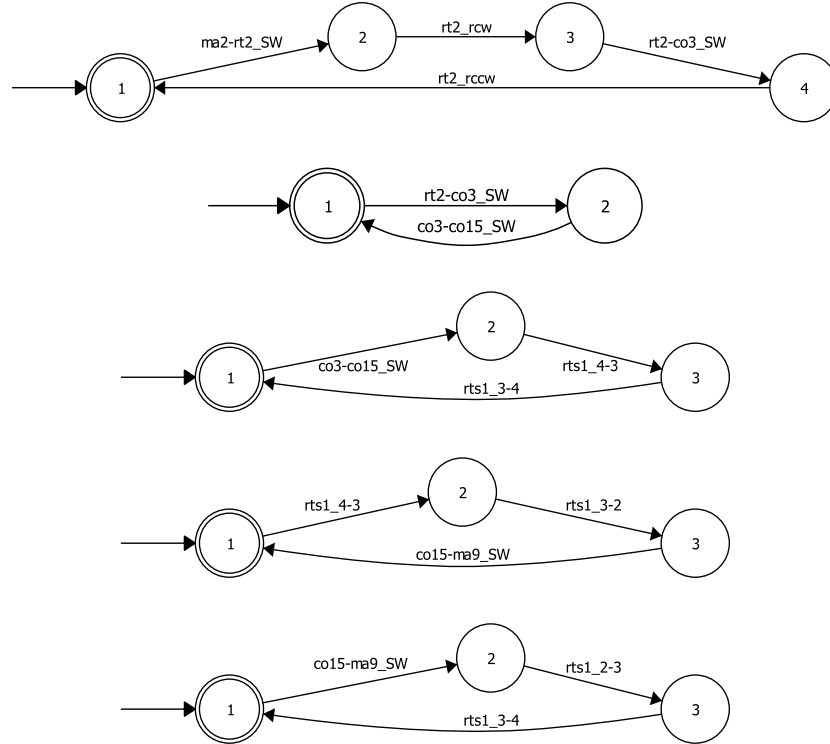 ma2-rt2_SW
2
rt2_rcw
3
rt2-co3_SW
1
rt2_rccw
4
1
rt2-co3_SW
2
co3-co15_SW
2
1
co3-co15_SW
rts1_4-3
3
rts1_3-4
2
rts1_4-3
rts1_3-2
1
co15-ma9_SW
3
2
co15-ma9_SW
rts1_2-3
1
rts1_3-4
3